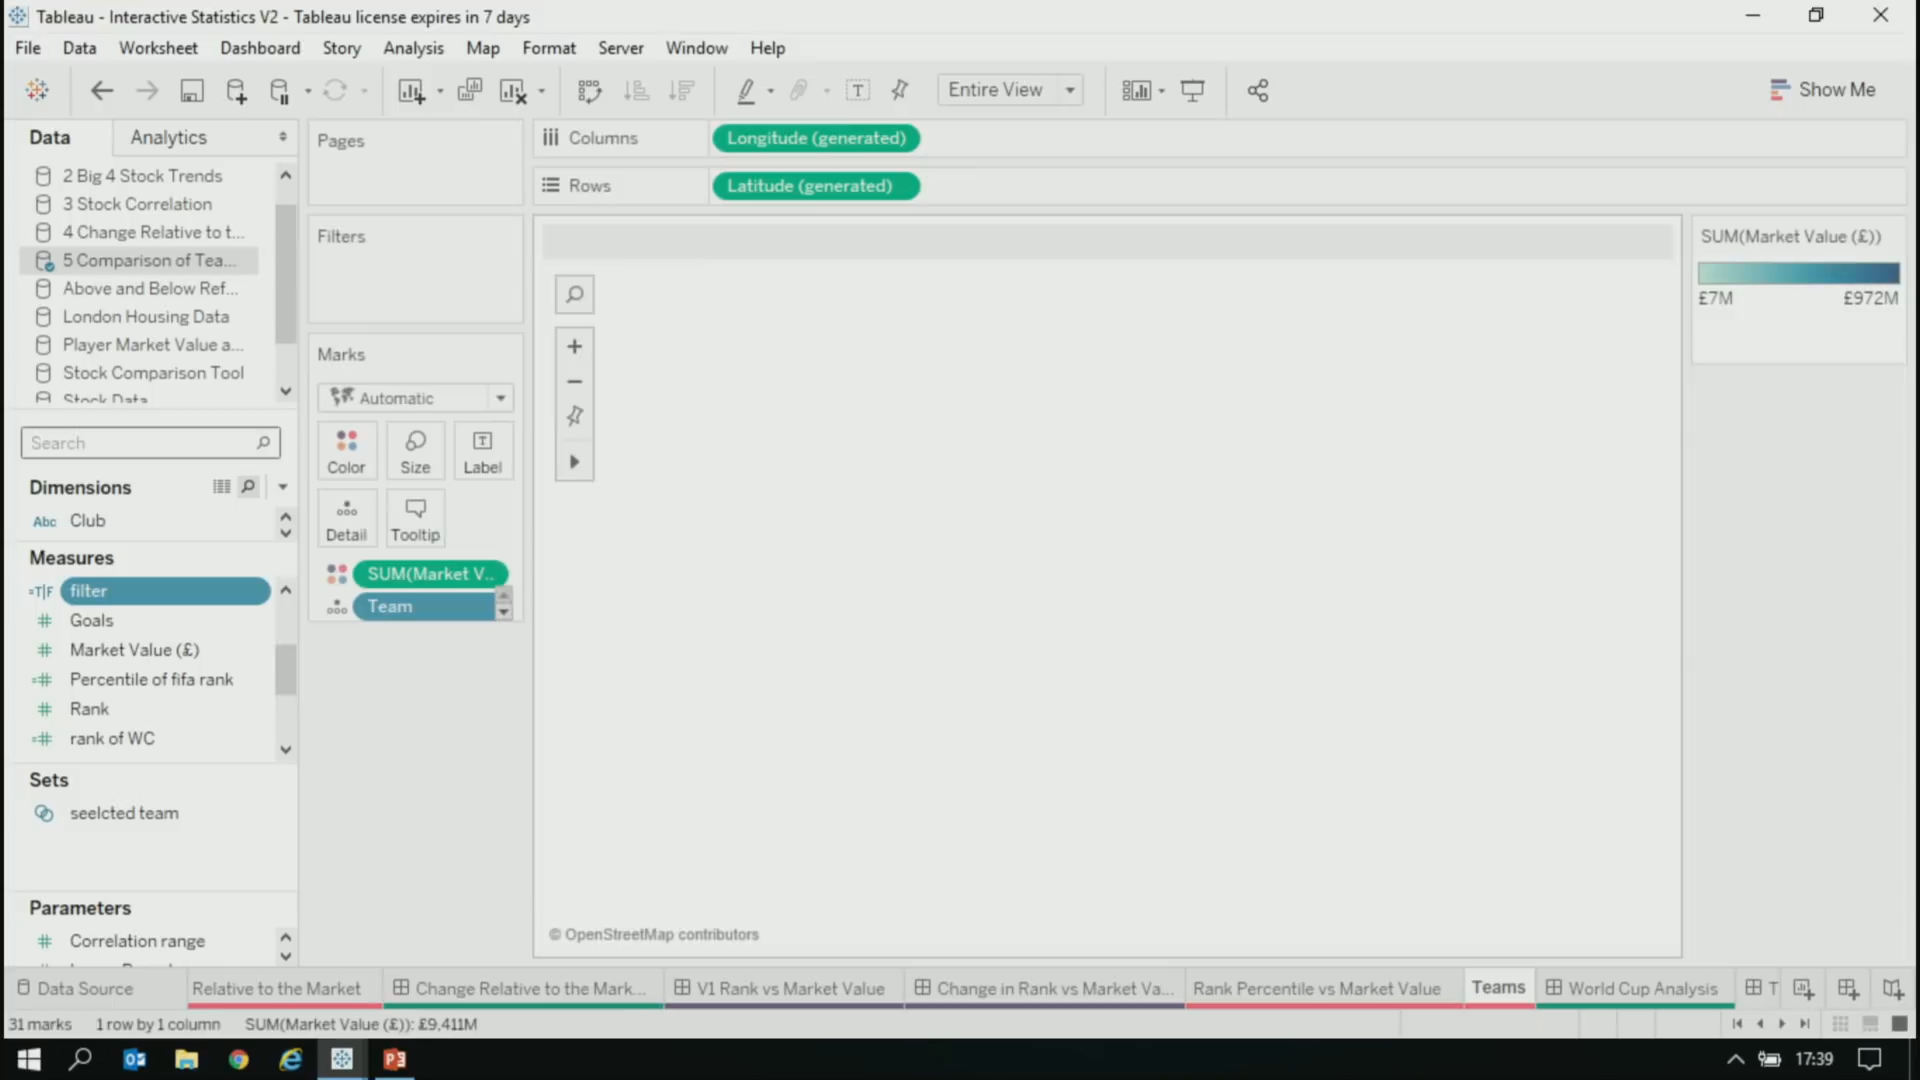 Tableau - Interactive Statistics V2 - Tableau license expires in 7 days
File Data Worksheet Dashboard Story Analysis Map Format Server Window Help
Entire View
Show Me
Data Analytics
2 Big 4 Stock Trends
3 Stock Correlation
4 Change Relative to t...
5 Comparison of Tea...
Above and Below Ref...
London Housing Data
Player Market Value a...
Stock Comparison Tool
Stock Data
Search
Dimensions
Abc Club
Measures
=T|F filter
# Goals
# Market Value (£)
=# Percentile of fifa rank
# Rank
=# rank of WC
Sets
seelcted team
Parameters
# Correlation range
Pages
Filters
Marks
Automatic
Color Size Label
Detail Tooltip
SUM(Market V..
Team
Columns Longitude (generated)
Rows Latitude (generated)
© OpenStreetMap contributors
SUM(Market Value (£))
£7M £972M
Data Source Relative to the Market Change Relative to the Mark... V1 Rank vs Market Value Change in Rank vs Market Va... Rank Percentile vs Market Value Teams World Cup Analysis T
31 marks 1 row by 1 column SUM(Market Value (£)): £9,411M
17:39